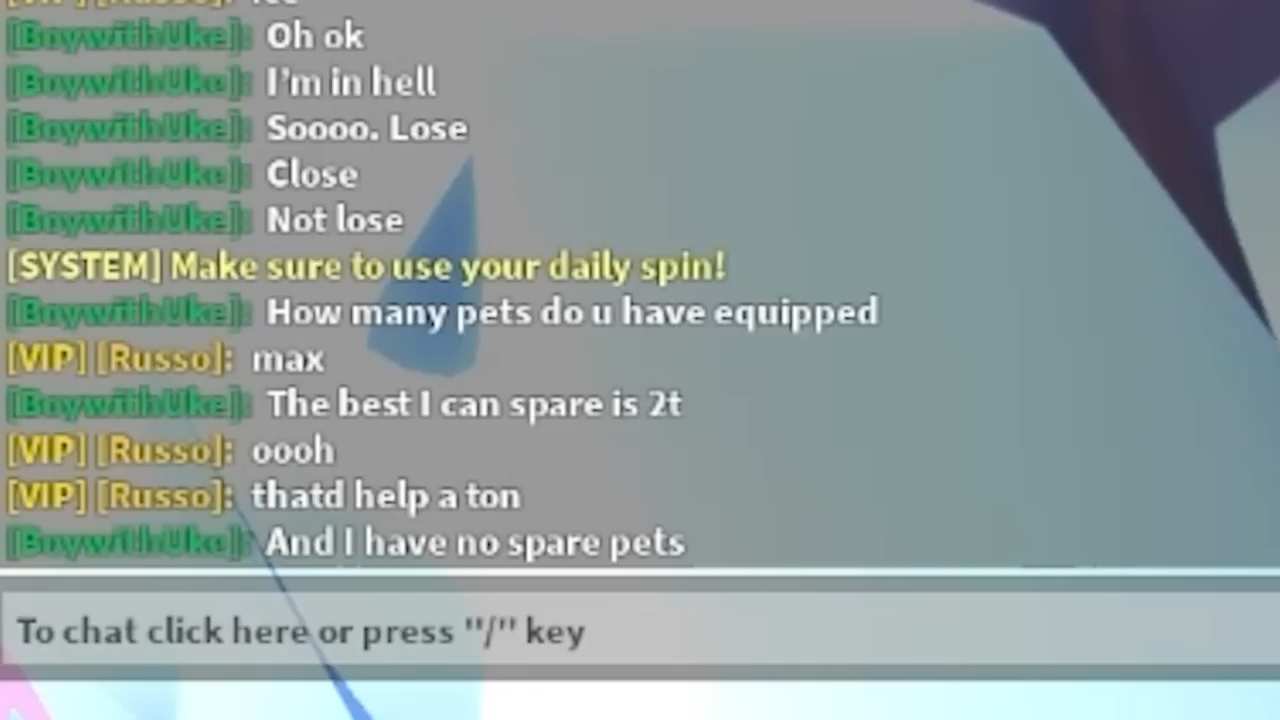 [VIP] [Russo]:
[BoywithUke]: Oh ok
[BoywithUke]: I'm in hell
[BoywithUke]: Soooo. Lose
[BoywithUke]: Close
[BoywithUke]: Not lose
[SYSTEM] Make sure to use your daily spin!
[BoywithUke]: How many pets do u have equipped
[VIP] [Russo]: max
[BoywithUke]: The best I can spare is 2t
[VIP] [Russo]: oooh
[VIP] [Russo]: thatd help a ton
[BoywithUke]: And I have no spare pets
To chat click here or press "/" key